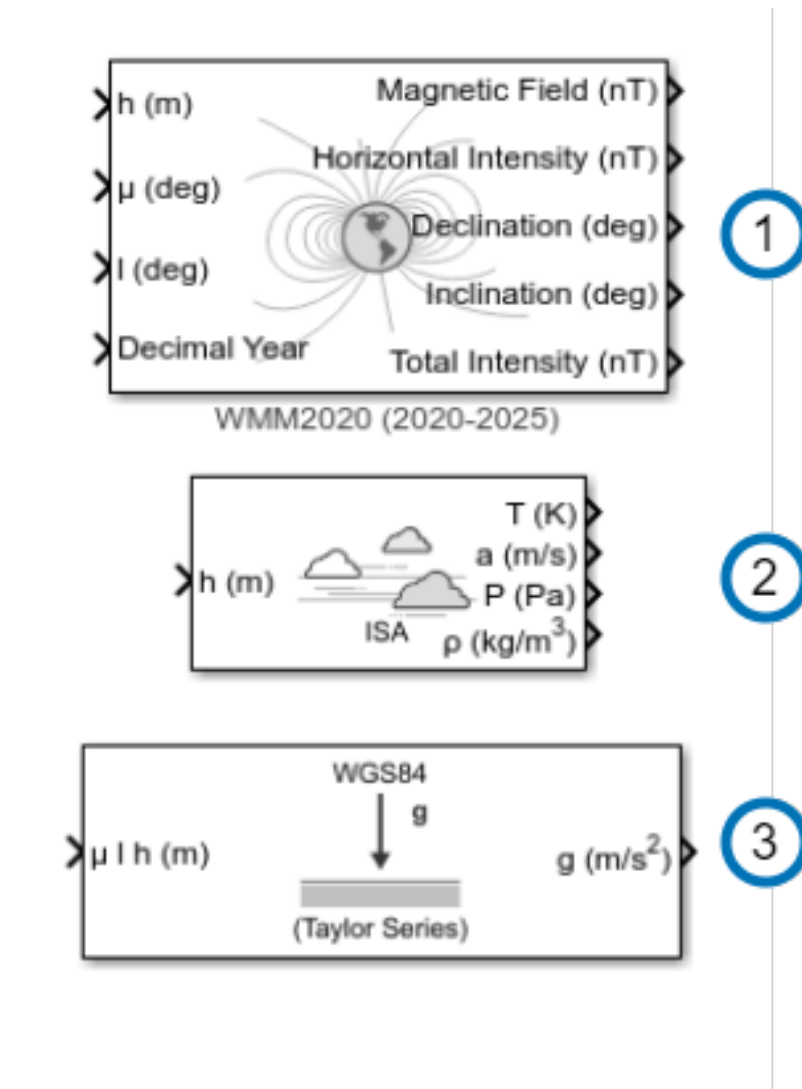 h (m)
Magnetic Field (nT)
μ (deg)
Horizontal Intensity (nT)
Declination (deg)
1
l (deg)
Inclination (deg)
Decimal Year
Total Intensity (nT)
WMM2020 (2020-2025)
h (m)
T (K)
a (m/s)
P (Pa)
ρ (kg/m³)
ISA
2
WGS84
g
μ l h (m)
g (m/s²)
(Taylor Series)
3